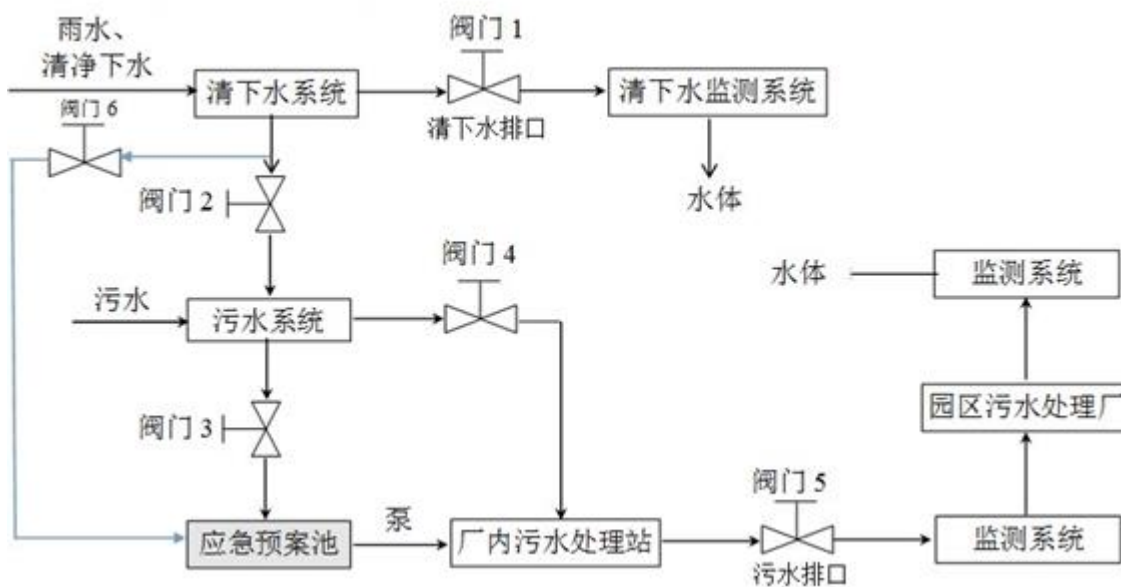 雨水、
清净下水
阀门 1
清下水系统
清下水监测系统
清下水排口
阀门 6
阀门 2
水体
阀门 4
水体
监测系统
污水
污水系统
园区污水处理厂
阀门 3
阀门 5
应急预案池
泵
厂内污水处理站
监测系统
污水排口